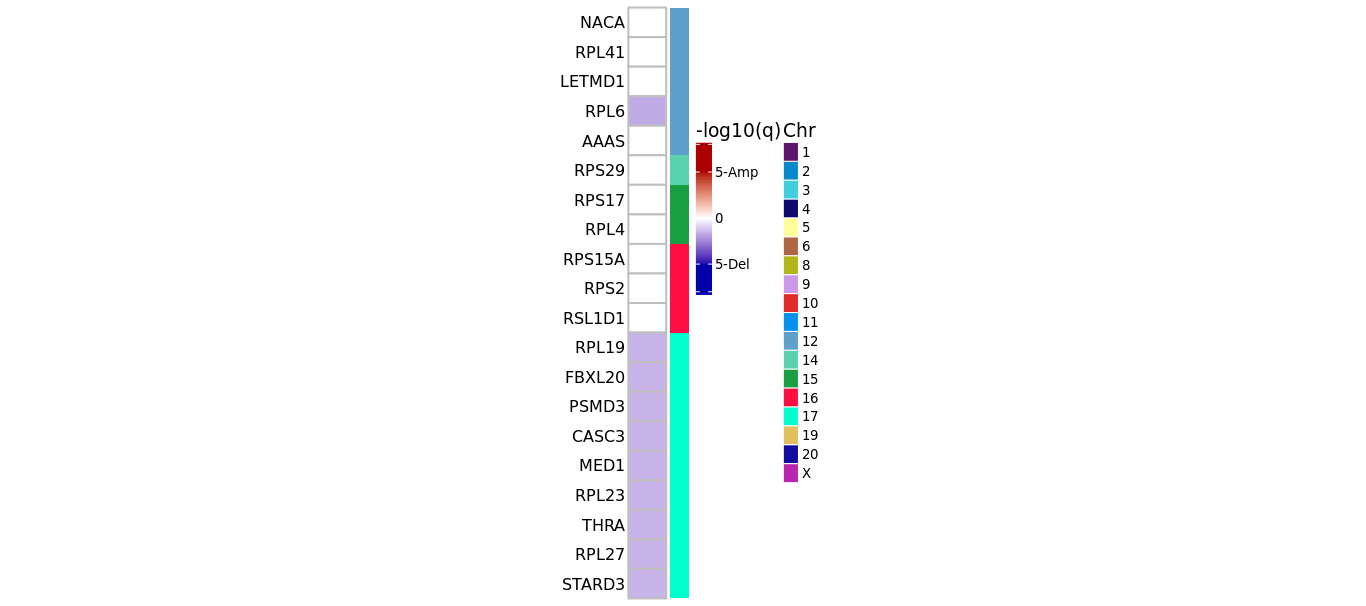 NACA
RPL41
LETMD1
RPL6
AAAS
RPS29
RPS17
RPL4
RPS15A
RPS2
RSL1D1
RPL19
FBXL20
PSMD3
CASC3
MED1
RPL23
THRA
RPL27
STARD3
-log10(q)
5-Amp
0
5-Del
Chr
1
2
3
4
5
6
8
9
10
11
12
14
15
16
17
19
20
X